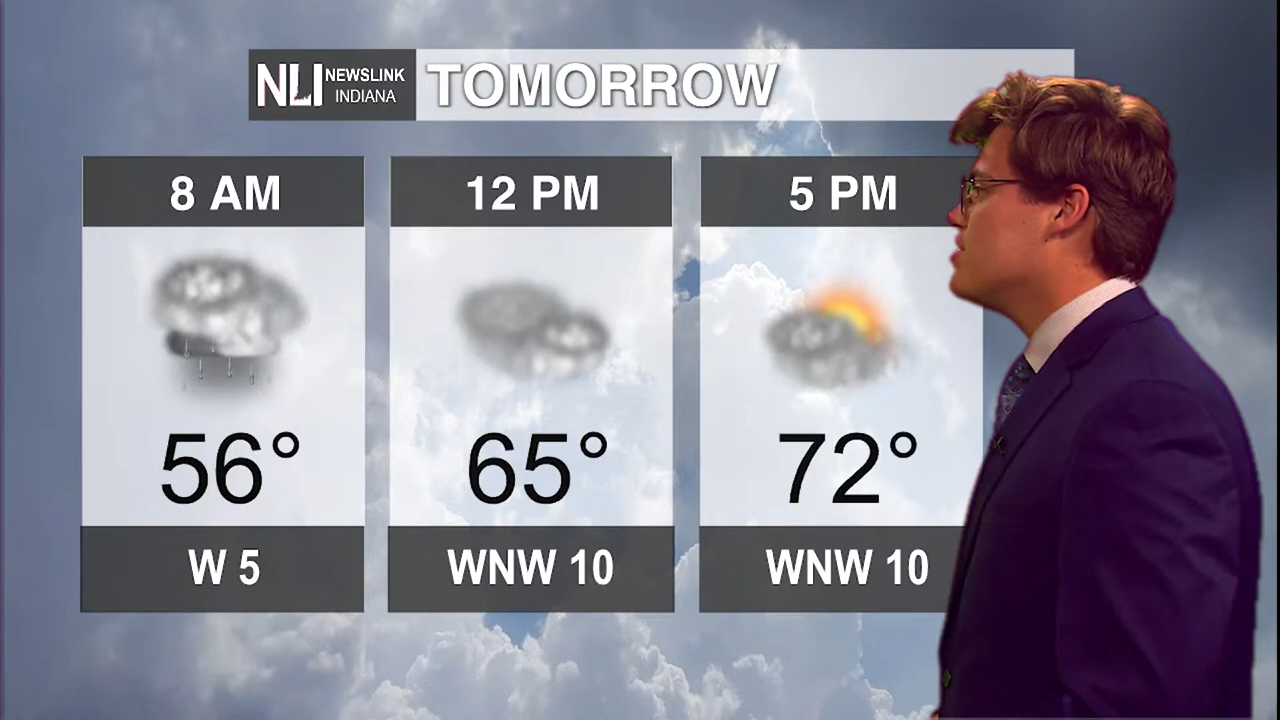 NLI NEWSLINK INDIANA TOMORROW
8 AM
12 PM
5 PM
56°
65°
72°
W 5
WNW 10
WNW 10